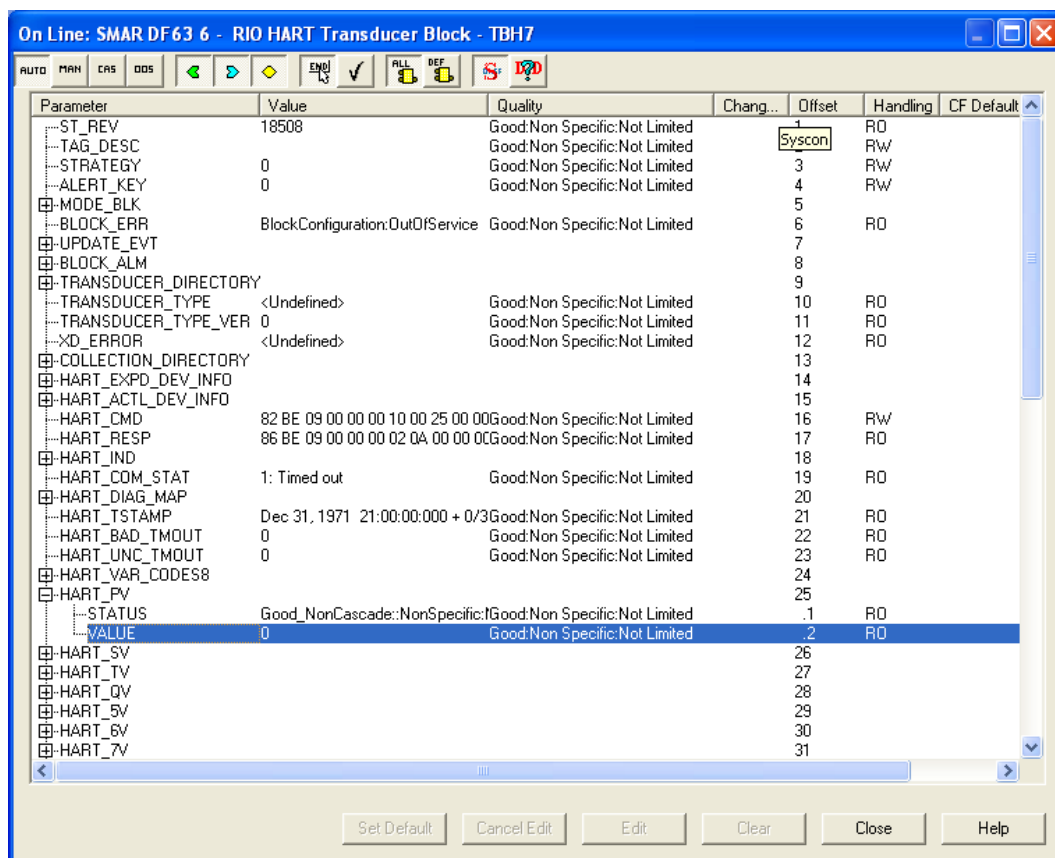 On Line: SMAR DF63 6 - RIO HART Transducer Block - TBH7
AUTO MAN CAS OOS END ALL DEF
Parameter Value Quality Chang... Offset Handling CF Default
ST_REV 18508 Good:Non Specific:Not Limited 1 RO
Syscon
TAG_DESC Good:Non Specific:Not Limited RW
STRATEGY 0 Good:Non Specific:Not Limited 3 RW
ALERT_KEY 0 Good:Non Specific:Not Limited 4 RW
MODE_BLK 5
BLOCK_ERR BlockConfiguration:OutOfService Good:Non Specific:Not Limited 6 RO
UPDATE_EVT 7
BLOCK_ALM 8
TRANSDUCER_DIRECTORY 9
TRANSDUCER_TYPE <Undefined> Good:Non Specific:Not Limited 10 RO
TRANSDUCER_TYPE_VER 0 Good:Non Specific:Not Limited 11 RO
XD_ERROR <Undefined> Good:Non Specific:Not Limited 12 RO
COLLECTION_DIRECTORY 13
HART_EXPD_DEV_INFO 14
HART_ACTL_DEV_INFO 15
HART_CMD 82 BE 09 00 00 00 10 00 25 00 00 Good:Non Specific:Not Limited 16 RW
HART_RESP 86 BE 09 00 00 00 02 0A 00 00 Good:Non Specific:Not Limited 17 RO
HART_IND 18
HART_COM_STAT 1: Timed out Good:Non Specific:Not Limited 19 RO
HART_DIAG_MAP 20
HART_TSTAMP Dec 31, 1971 21:00:00:000 + 0/3 Good:Non Specific:Not Limited 21 RO
HART_BAD_TMOUT 0 Good:Non Specific:Not Limited 22 RO
HART_UNC_TMOUT 0 Good:Non Specific:Not Limited 23 RO
HART_VAR_CODES8 24
HART_PV 25
STATUS Good_NonCascade::NonSpecific: Good:Non Specific:Not Limited .1 RO
VALUE 0 Good:Non Specific:Not Limited .2 RO
HART_SV 26
HART_TV 27
HART_QV 28
HART_5V 29
HART_6V 30
HART_7V 31
Set Default Cancel Edit Edit Clear Close Help